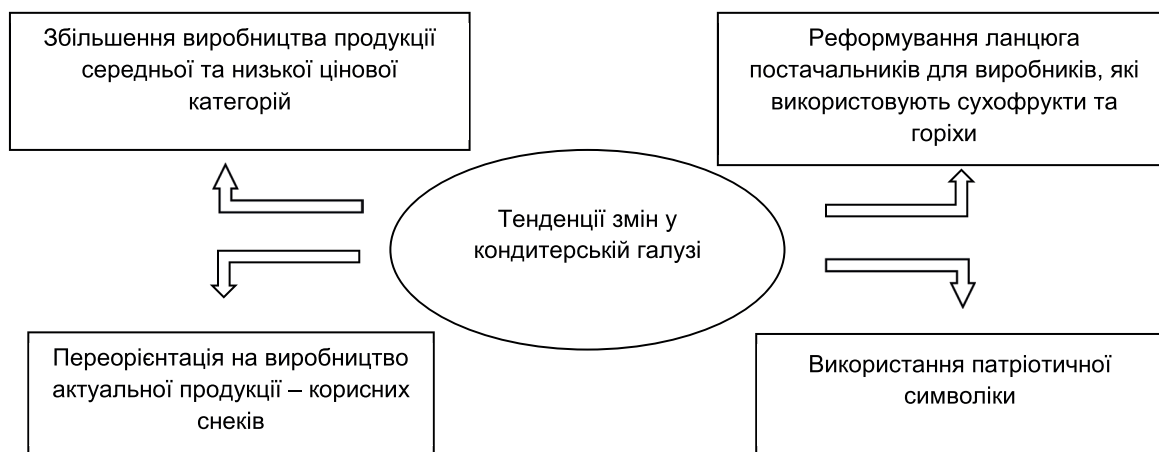 Збільшення виробництва продукції
середньої та низької цінової
категорій
Реформування ланцюга
постачальників для виробників, які
використовують сухофрукти та
горіхи
Тенденції змін у
кондитерській галузі
Переорієнтація на виробництво
актуальної продукції – корисних
снеків
Використання патріотичної
символіки